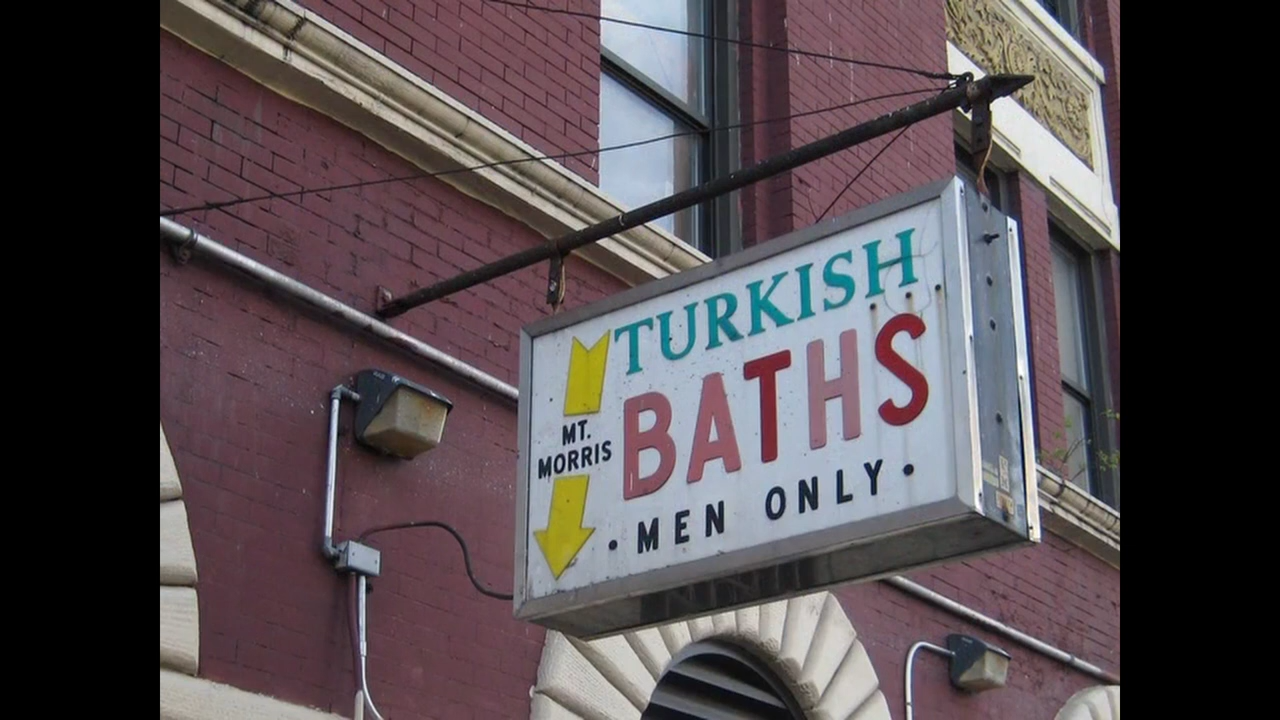 TURKISH
BATHS
MT.
MORRIS
• MEN ONLY •